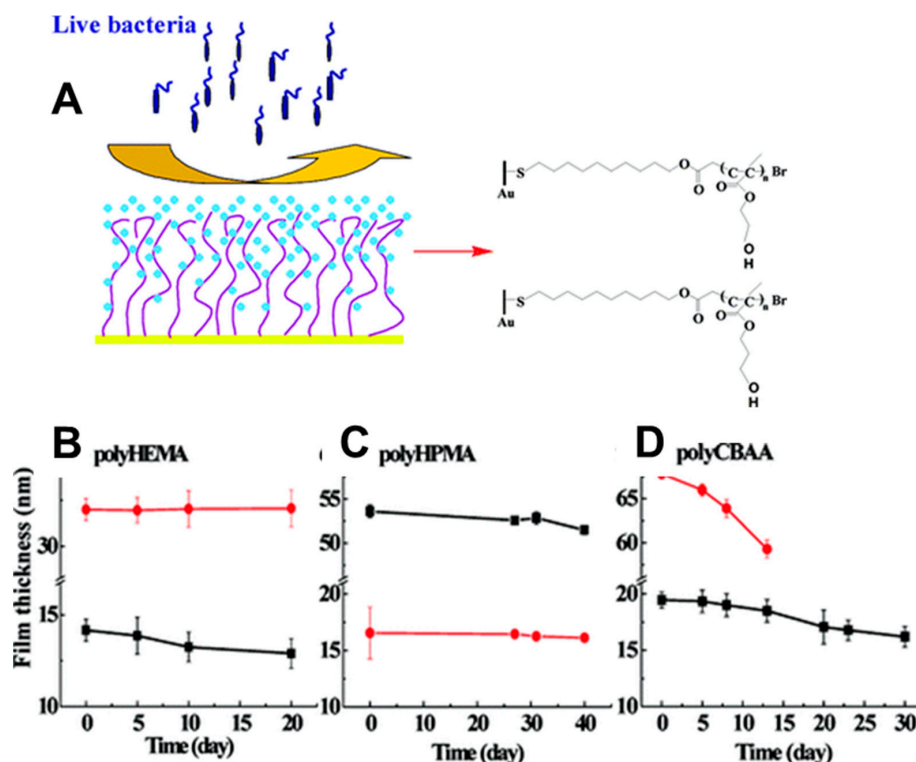 Live bacteria
A
S
Au
O
O
( C C ) n Br
O
O
O
H
S
Au
O
O
( C C ) n Br
O
O
O
H
B polyHEMA
C polyHPMA
D polyCBAA
Film thickness (nm)
30
15
10
0 5 10 15 20
Time (day)
55
50
20
15
10
0 10 20 30 40
Time (day)
65
60
20
15
10
0 5 10 15 20 25 30
Time (day)